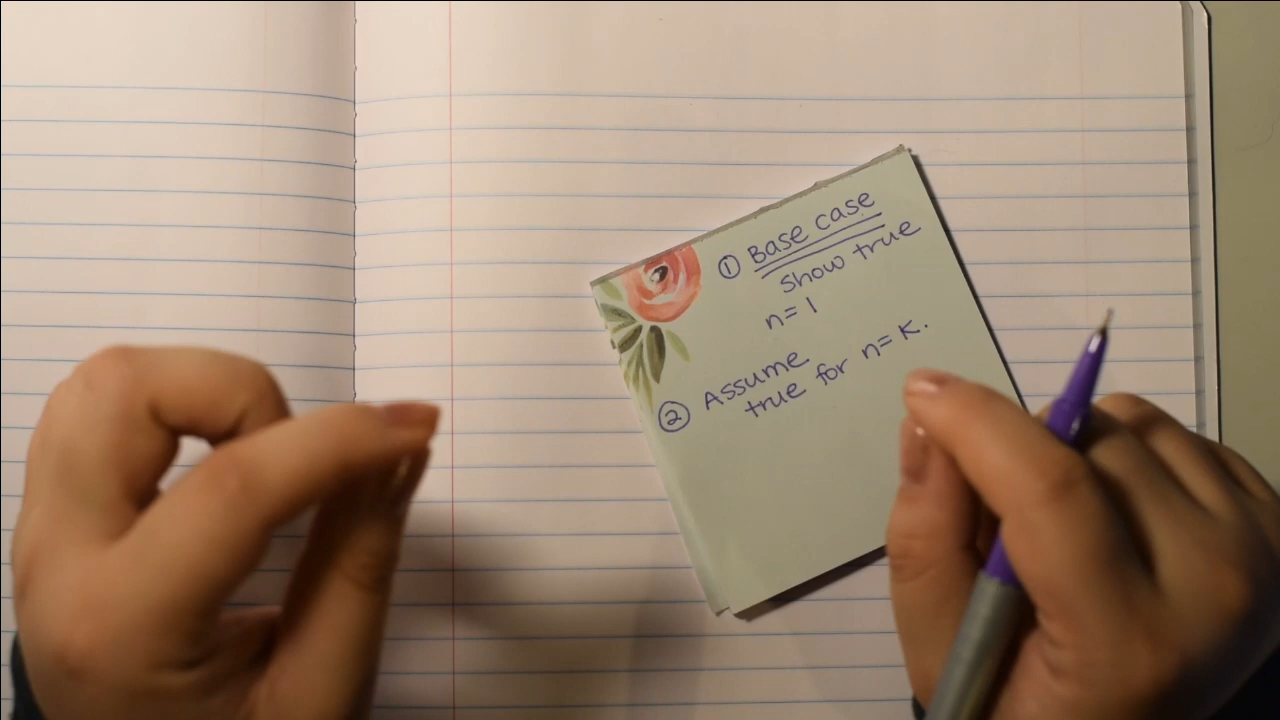 ① Base case
show true
n= 1
② Assume
true for n= K.